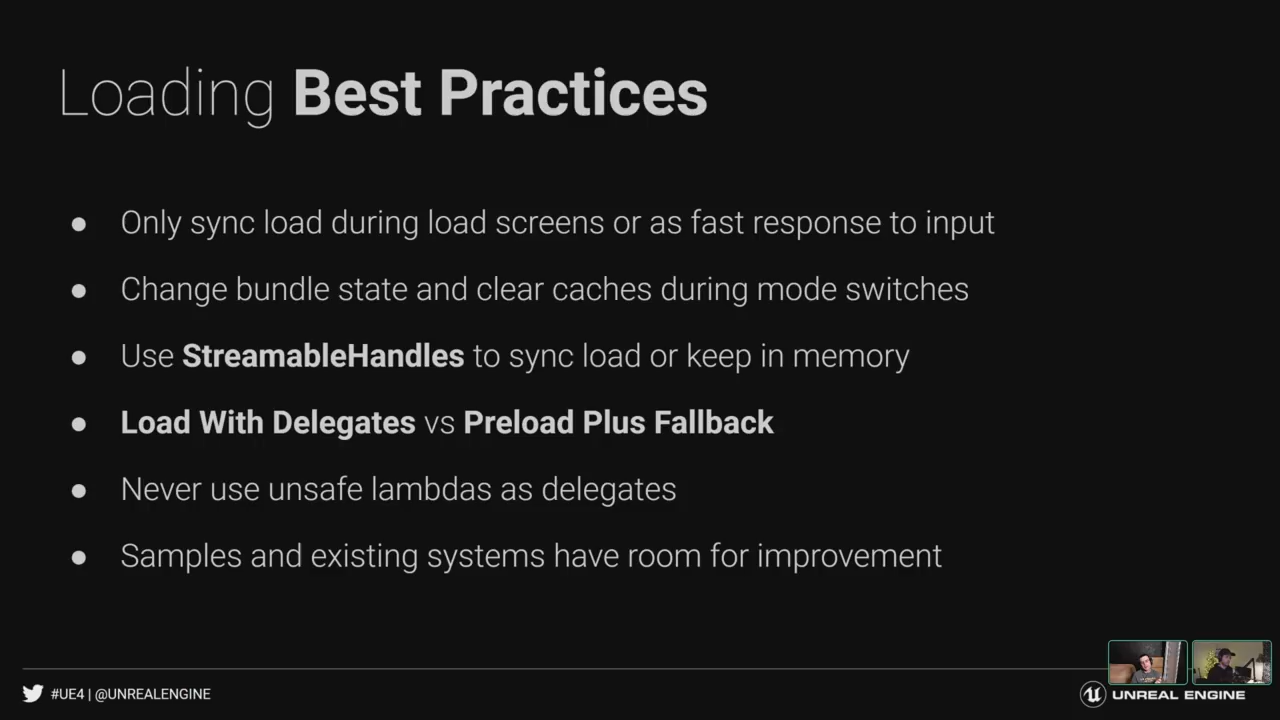 Loading Best Practices
● Only sync load during load screens or as fast response to input
● Change bundle state and clear caches during mode switches
● Use StreamableHandles to sync load or keep in memory
● Load With Delegates vs Preload Plus Fallback
● Never use unsafe lambdas as delegates
● Samples and existing systems have room for improvement
#UE4 | @UNREALENGINE
UNREAL ENGINE